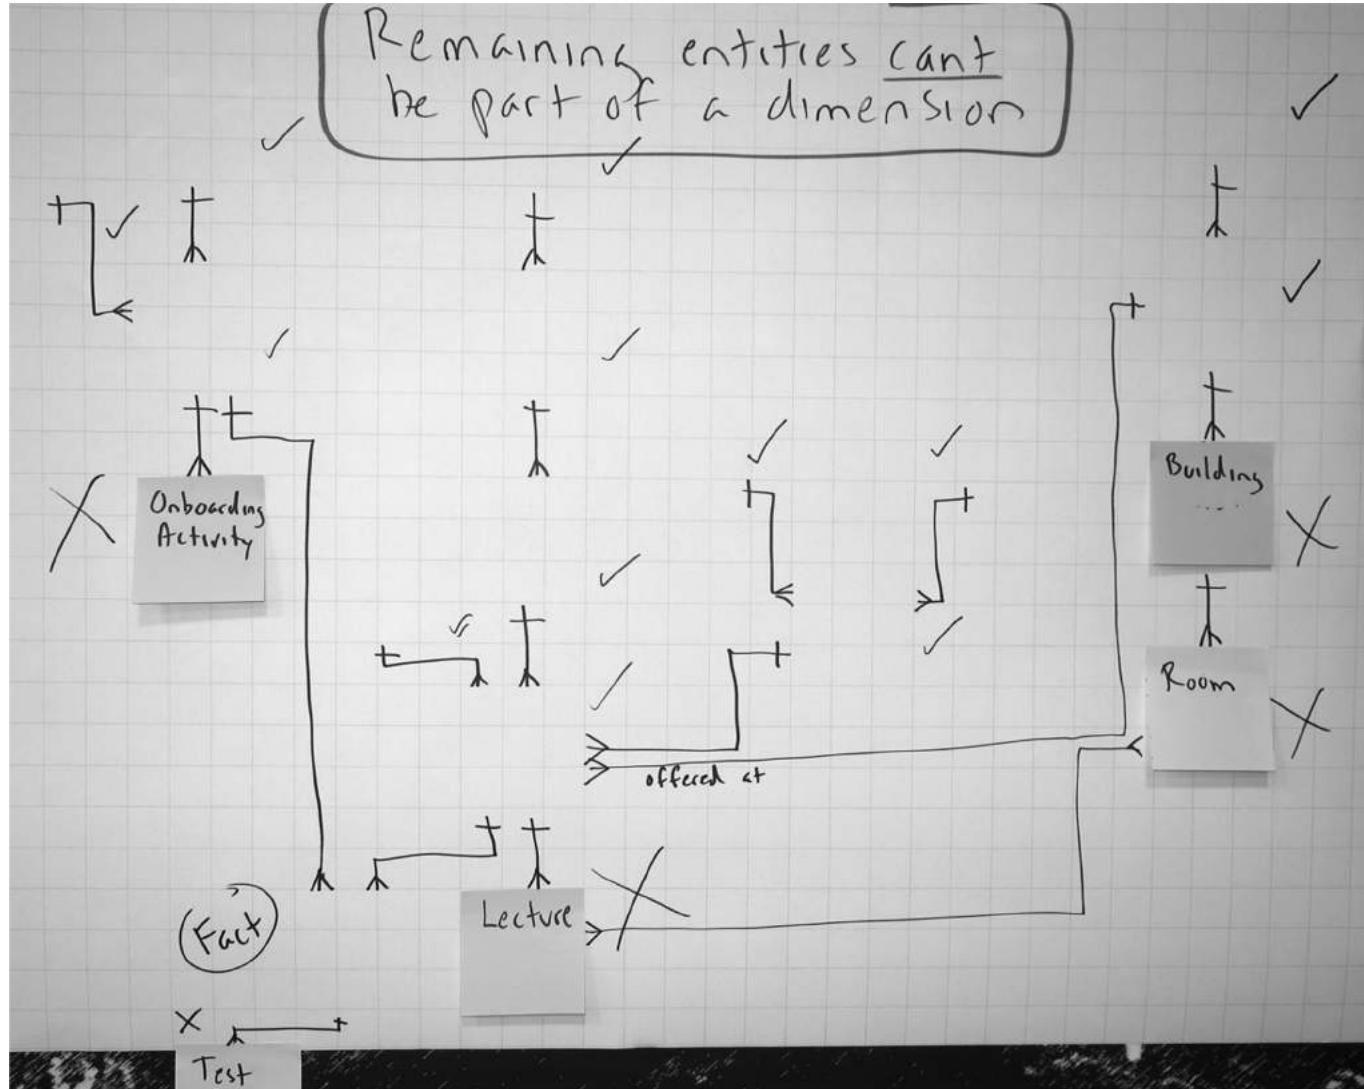 Remaining entities cant
be part of a dimension
Building
Onboarding
Activity
Room
offered at
Lecture
Fact
Test